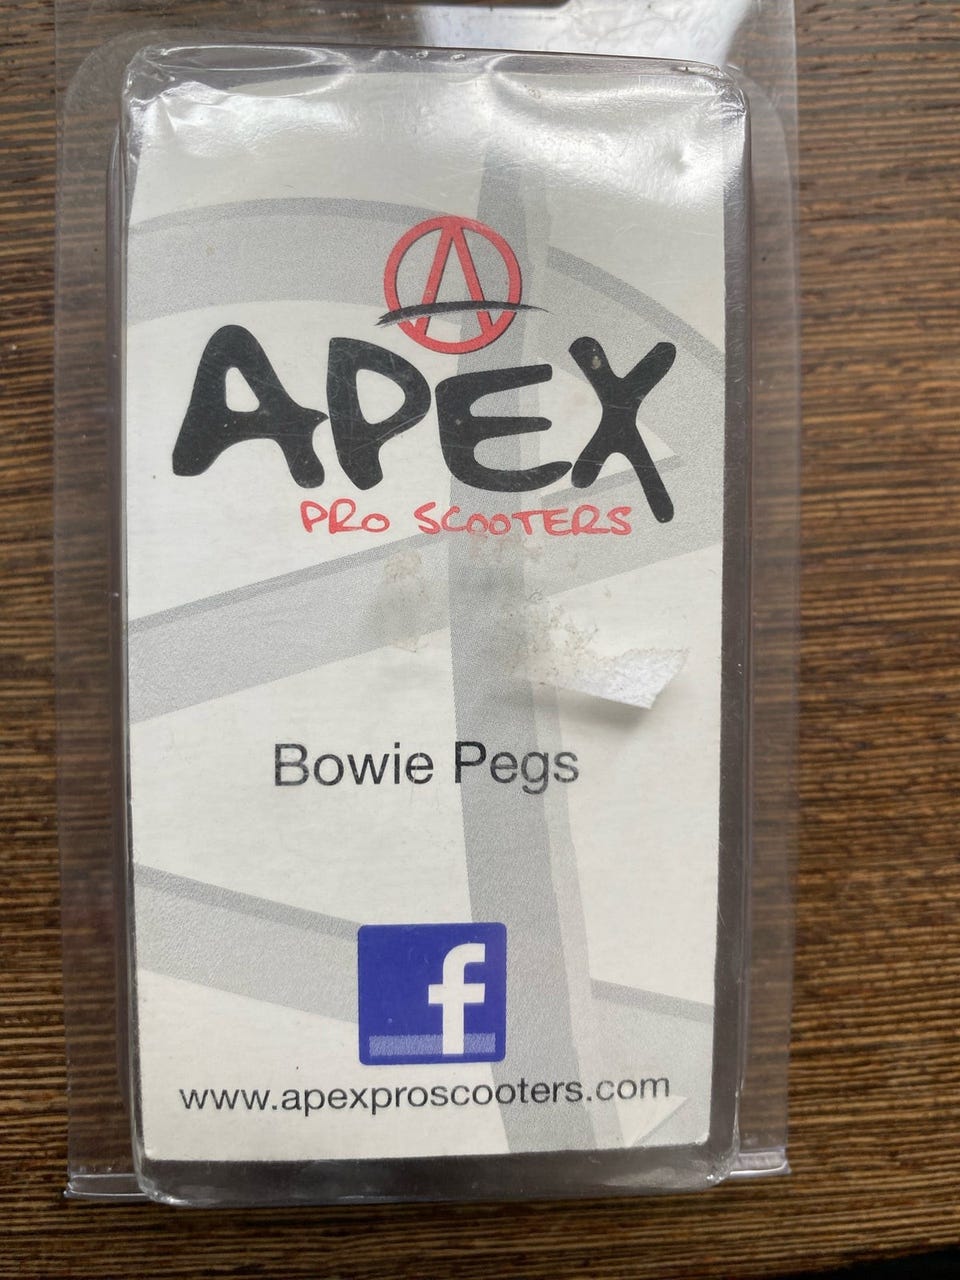 APEX
PRO SCOOTERS
Bowie Pegs
f
www.apexproscooters.com